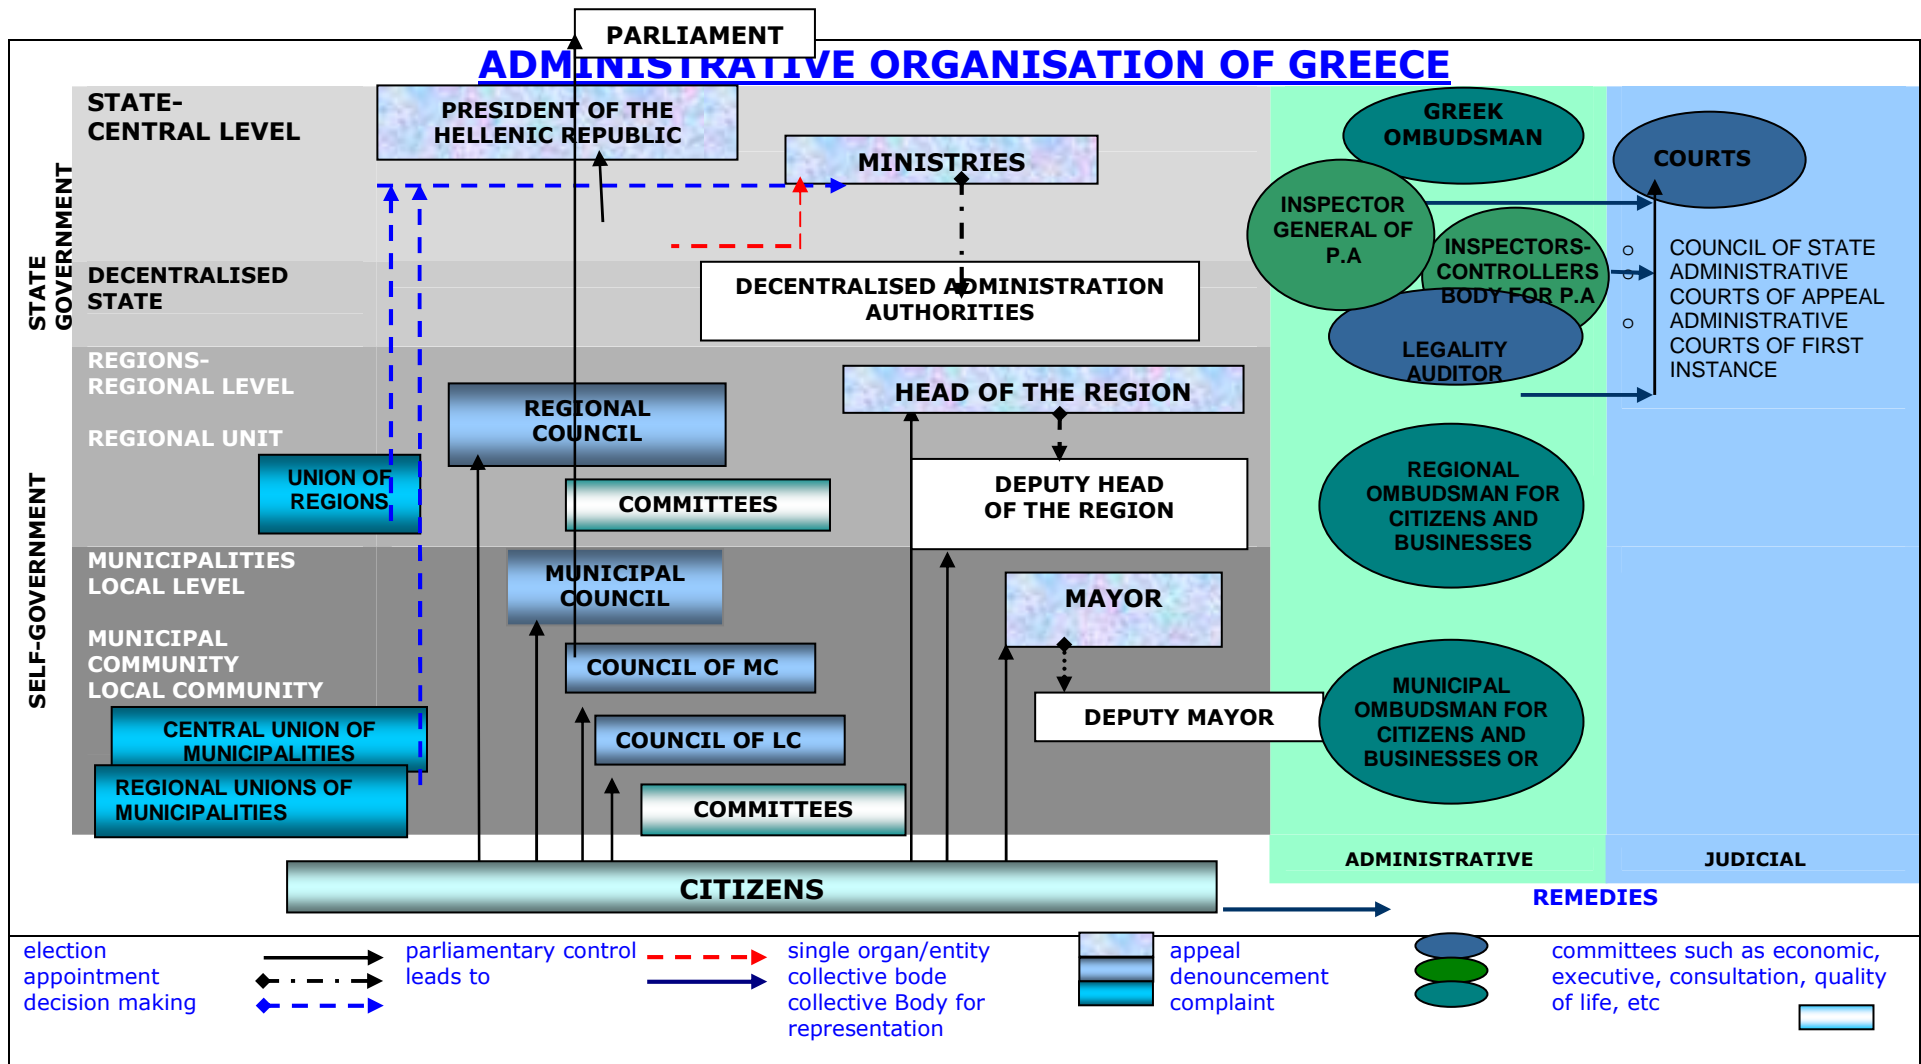 PARLIAMENT
ADMINISTRATIVE ORGANISATION OF GREECE
STATE-
CENTRAL LEVEL
PRESIDENT OF THE
HELLENIC REPUBLIC
MINISTRIES
GREEK
OMBUDSMAN
COURTS
INSPECTOR
GENERAL OF
P.A
INSPECTORS-
CONTROLLERS
BODY FOR P.A
o COUNCIL OF STATE
o ADMINISTRATIVE
COURTS OF APPEAL
o ADMINISTRATIVE
COURTS OF FIRST
INSTANCE
STATE
GOVERNMENT
DECENTRALISED
STATE
DECENTRALISED ADMINISTRATION
AUTHORITIES
LEGALITY
AUDITOR
REGIONS-
REGIONAL LEVEL
REGIONAL UNIT
REGIONAL
COUNCIL
HEAD OF THE REGION
UNION OF
REGIONS
COMMITTEES
DEPUTY HEAD
OF THE REGION
REGIONAL
OMBUDSMAN FOR
CITIZENS AND
BUSINESSES
SELF-GOVERNMENT
MUNICIPALITIES
LOCAL LEVEL
MUNICIPAL
COUNCIL
MAYOR
MUNICIPAL
COMMUNITY
LOCAL COMMUNITY
COUNCIL OF MC
CENTRAL UNION OF
MUNICIPALITIES
COUNCIL OF LC
DEPUTY MAYOR
MUNICIPAL
OMBUDSMAN FOR
CITIZENS AND
BUSINESSES OR
REGIONAL UNIONS OF
MUNICIPALITIES
COMMITTEES
ADMINISTRATIVE
JUDICIAL
CITIZENS
REMEDIES
election
appointment
decision making
parliamentary control
leads to
single organ/entity
collective bode
collective Body for
representation
appeal
denouncement
complaint
committees such as economic,
executive, consultation, quality
of life, etc